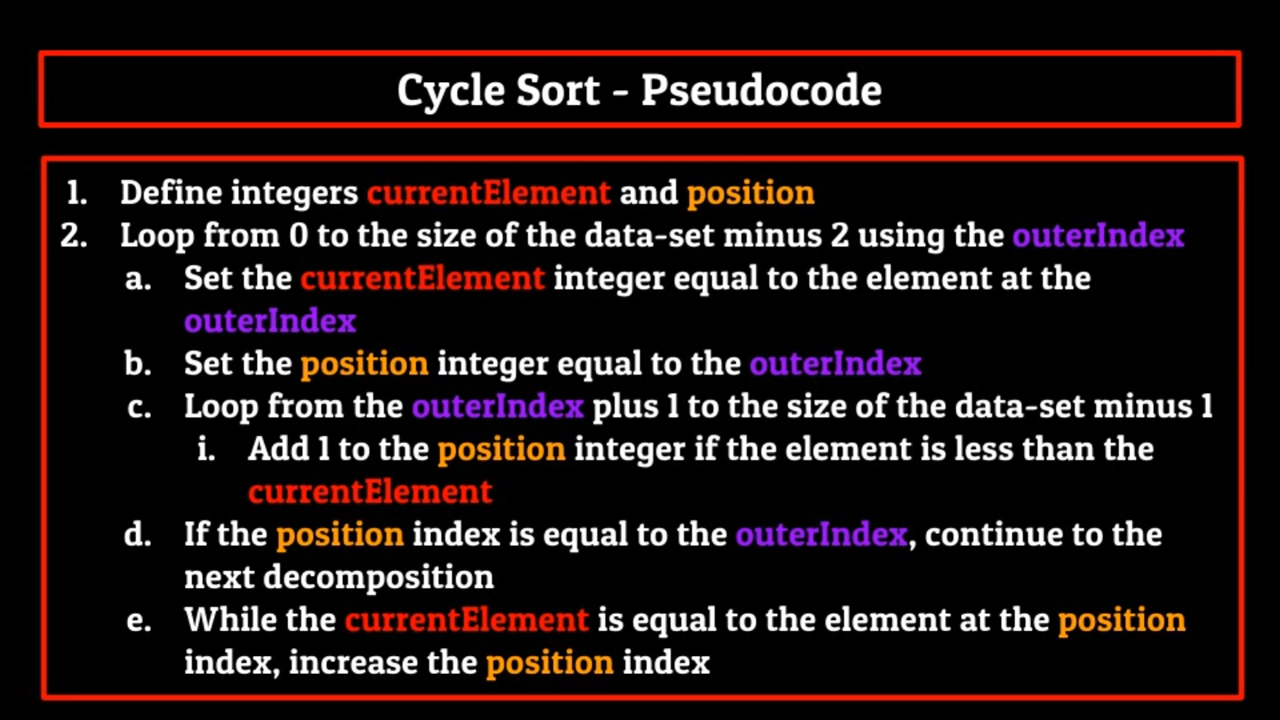 Cycle Sort - Pseudocode
1. Define integers currentElement and position
2. Loop from 0 to the size of the data-set minus 2 using the outerIndex
a. Set the currentElement integer equal to the element at the
outerIndex
b. Set the position integer equal to the outerIndex
c. Loop from the outerIndex plus 1 to the size of the data-set minus 1
i. Add 1 to the position integer if the element is less than the
currentElement
d. If the position index is equal to the outerIndex, continue to the
next decomposition
e. While the currentElement is equal to the element at the position
index, increase the position index